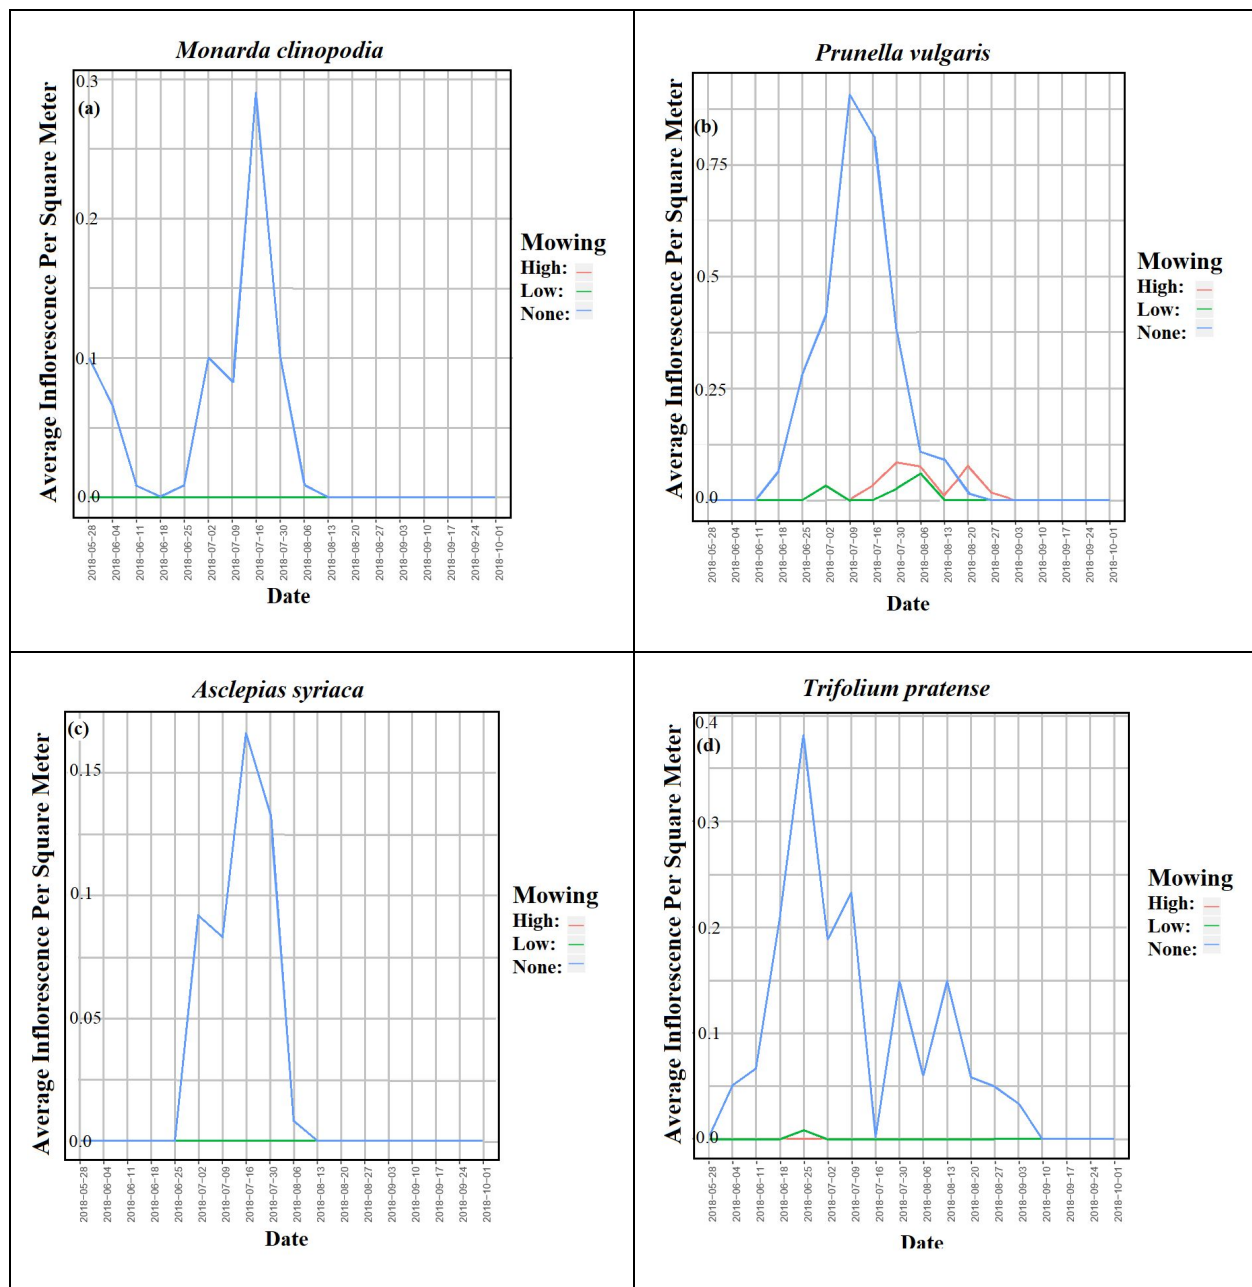 Monarda clinopodia
Average Inflorescence Per Square Meter
(a)
0.3
0.2
0.1
0.0
2018-05-28
2018-06-04
2018-06-11
2018-06-18
2018-06-25
2018-07-02
2018-07-09
2018-07-16
2018-07-30
2018-08-06
2018-08-13
2018-08-20
2018-08-27
2018-09-03
2018-09-10
2018-09-17
2018-09-24
2018-10-01
Date
Mowing
High:
Low:
None:
Prunella vulgaris
Average Inflorescence Per Square Meter
(b)
0.75
0.5
0.25
0.0
2018-05-28
2018-06-04
2018-06-11
2018-06-18
2018-06-25
2018-07-02
2018-07-09
2018-07-16
2018-07-30
2018-08-06
2018-08-13
2018-08-20
2018-08-27
2018-09-03
2018-09-10
2018-09-17
2018-09-24
2018-10-01
Date
Mowing
High:
Low:
None:
Asclepias syriaca
Average Inflorescence Per Square Meter
(c)
0.15
0.1
0.05
0.0
2018-05-28
2018-06-04
2018-06-11
2018-06-18
2018-06-25
2018-07-02
2018-07-09
2018-07-16
2018-07-30
2018-08-06
2018-08-13
2018-08-20
2018-08-27
2018-09-03
2018-09-10
2018-09-17
2018-09-24
2018-10-01
Date
Mowing
High:
Low:
None:
Trifolium pratense
Average Inflorescence Per Square Meter
0.4
(d)
0.3
0.2
0.1
0.0
2018-05-28
2018-06-04
2018-06-11
2018-06-18
2018-06-25
2018-07-02
2018-07-09
2018-07-16
2018-07-30
2018-08-06
2018-08-13
2018-08-20
2018-08-27
2018-09-03
2018-09-10
2018-09-17
2018-09-24
2018-10-01
Date
Mowing
High:
Low:
None: